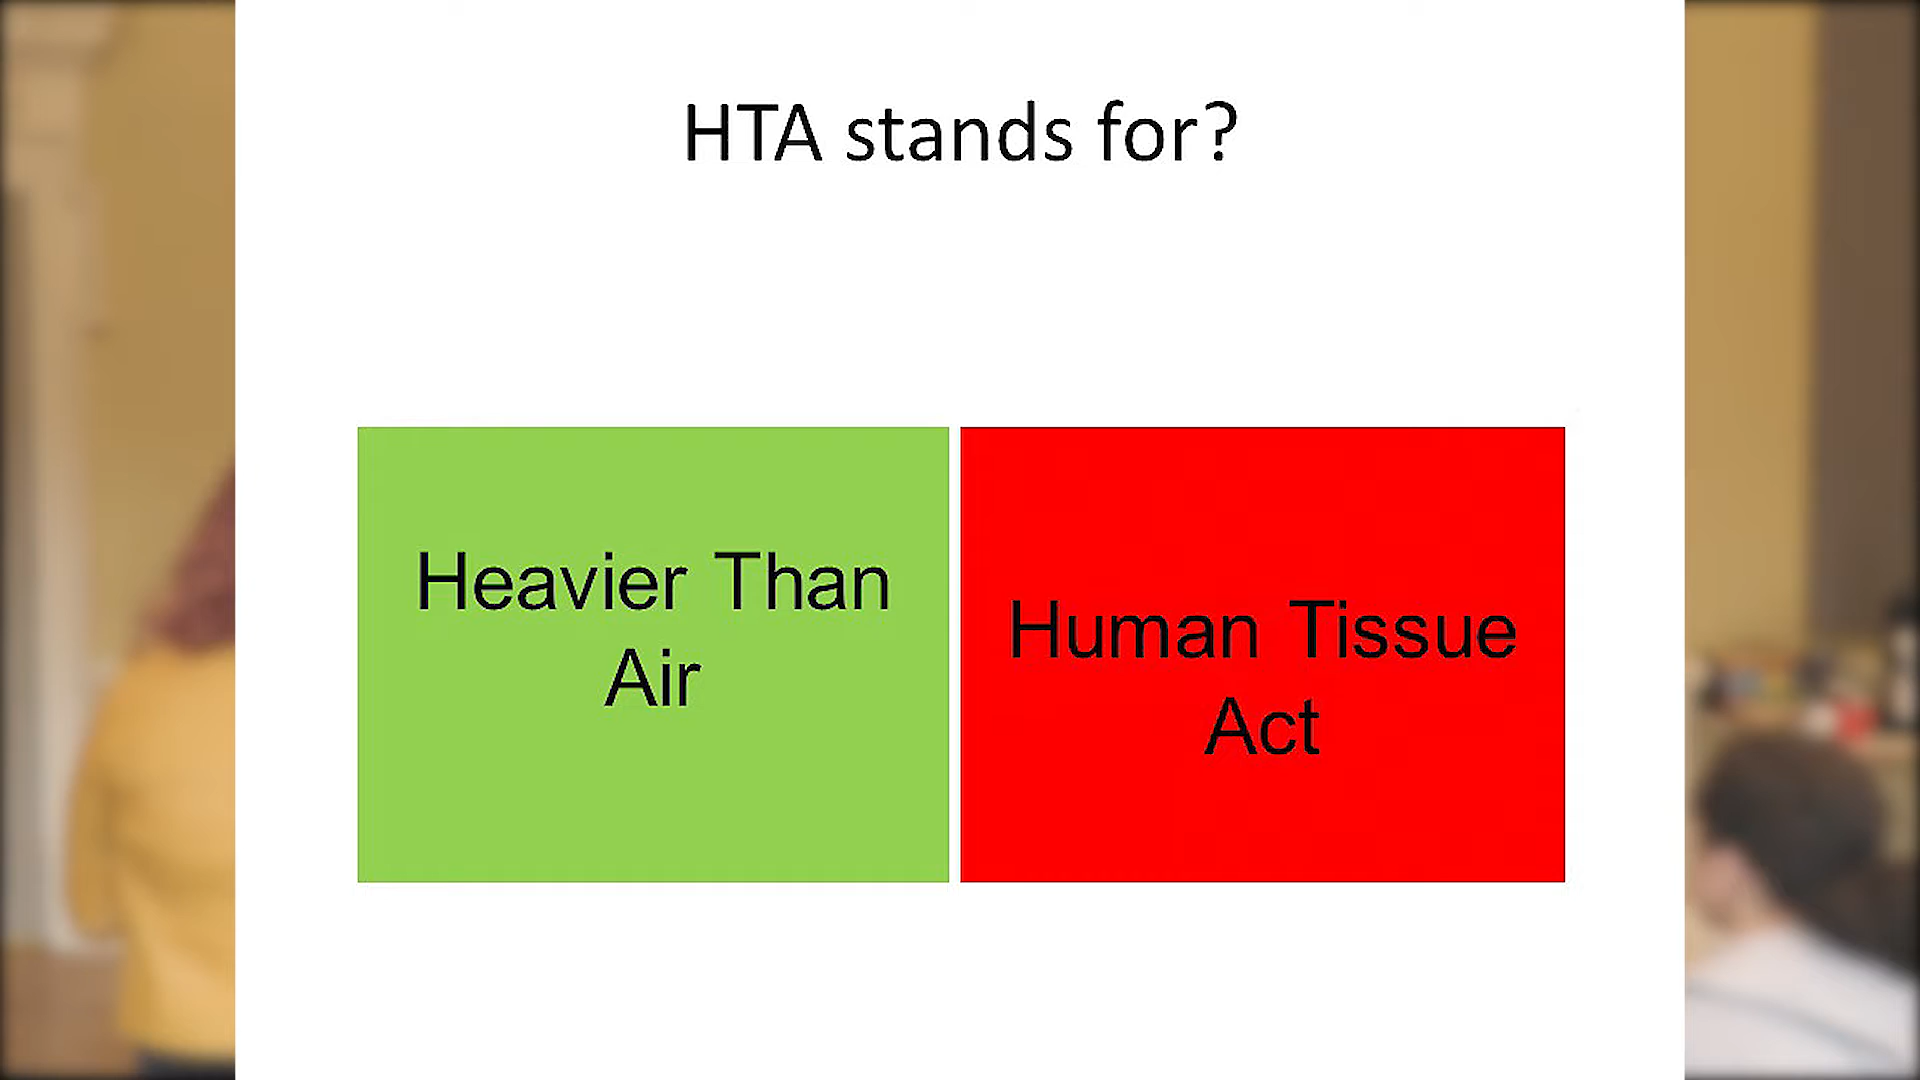 HTA stands for?
Heavier Than
Air
Human Tissue
Act